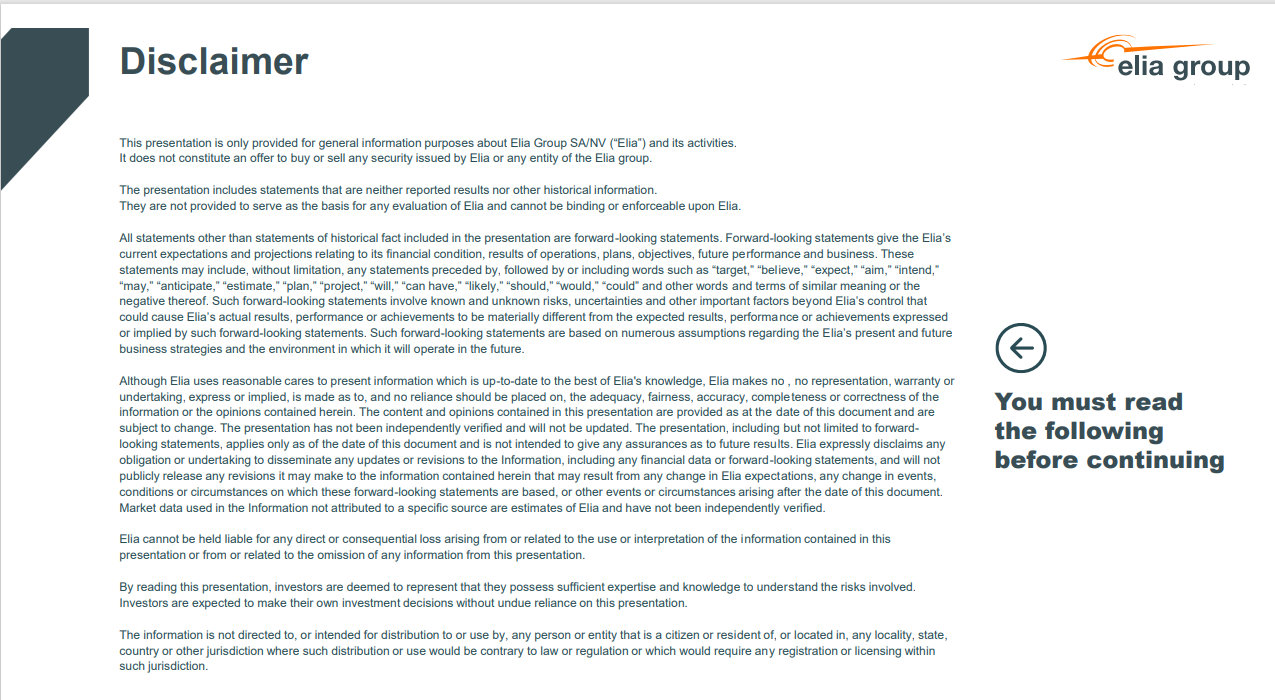 Disclaimer
elia group
This presentation is only provided for general information purposes about Elia Group SA/NV (“Elia”) and its activities.
It does not constitute an offer to buy or sell any security issued by Elia or any entity of the Elia group.
The presentation includes statements that are neither reported results nor other historical information.
They are not provided to serve as the basis for any evaluation of Elia and cannot be binding or enforceable upon Elia.
All statements other than statements of historical fact included in the presentation are forward-looking statements. Forward-looking statements give the Elia’s
current expectations and projections relating to its financial condition, results of operations, plans, objectives, future performance and business. These
statements may include, without limitation, any statements preceded by, followed by or including words such as “target,” “believe,” “expect,” “aim,” “intend,”
“may,” “anticipate,” “estimate,” “plan,” “project,” “will,” “can have,” “likely,” “should,” “would,” “could” and other words and terms of similar meaning or the
negative thereof. Such forward-looking statements involve known and unknown risks, uncertainties and other important factors beyond Elia’s control that
could cause Elia’s actual results, performance or achievements to be materially different from the expected results, performance or achievements expressed
or implied by such forward-looking statements. Such forward-looking statements are based on numerous assumptions regarding the Elia’s present and future
business strategies and the environment in which it will operate in the future.
Although Elia uses reasonable cares to present information which is up-to-date to the best of Elia's knowledge, Elia makes no , no representation, warranty or
undertaking, express or implied, is made as to, and no reliance should be placed on, the adequacy, fairness, accuracy, completeness or correctness of the
information or the opinions contained herein. The content and opinions contained in this presentation are provided as at the date of this document and are
subject to change. The presentation has not been independently verified and will not be updated. The presentation, including but not limited to forward-
looking statements, applies only as of the date of this document and is not intended to give any assurances as to future results. Elia expressly disclaims any
obligation or undertaking to disseminate any updates or revisions to the Information, including any financial data or forward-looking statements, and will not
publicly release any revisions it may make to the information contained herein that may result from any change in Elia expectations, any change in events,
conditions or circumstances on which these forward-looking statements are based, or other events or circumstances arising after the date of this document.
Market data used in the Information not attributed to a specific source are estimates of Elia and have not been independently verified.
Elia cannot be held liable for any direct or consequential loss arising from or related to the use or interpretation of the information contained in this
presentation or from or related to the omission of any information from this presentation.
By reading this presentation, investors are deemed to represent that they possess sufficient expertise and knowledge to understand the risks involved.
Investors are expected to make their own investment decisions without undue reliance on this presentation.
The information is not directed to, or intended for distribution to or use by, any person or entity that is a citizen or resident of, or located in, any locality, state,
country or other jurisdiction where such distribution or use would be contrary to law or regulation or which would require any registration or licensing within
such jurisdiction.
You must read
the following
before continuing